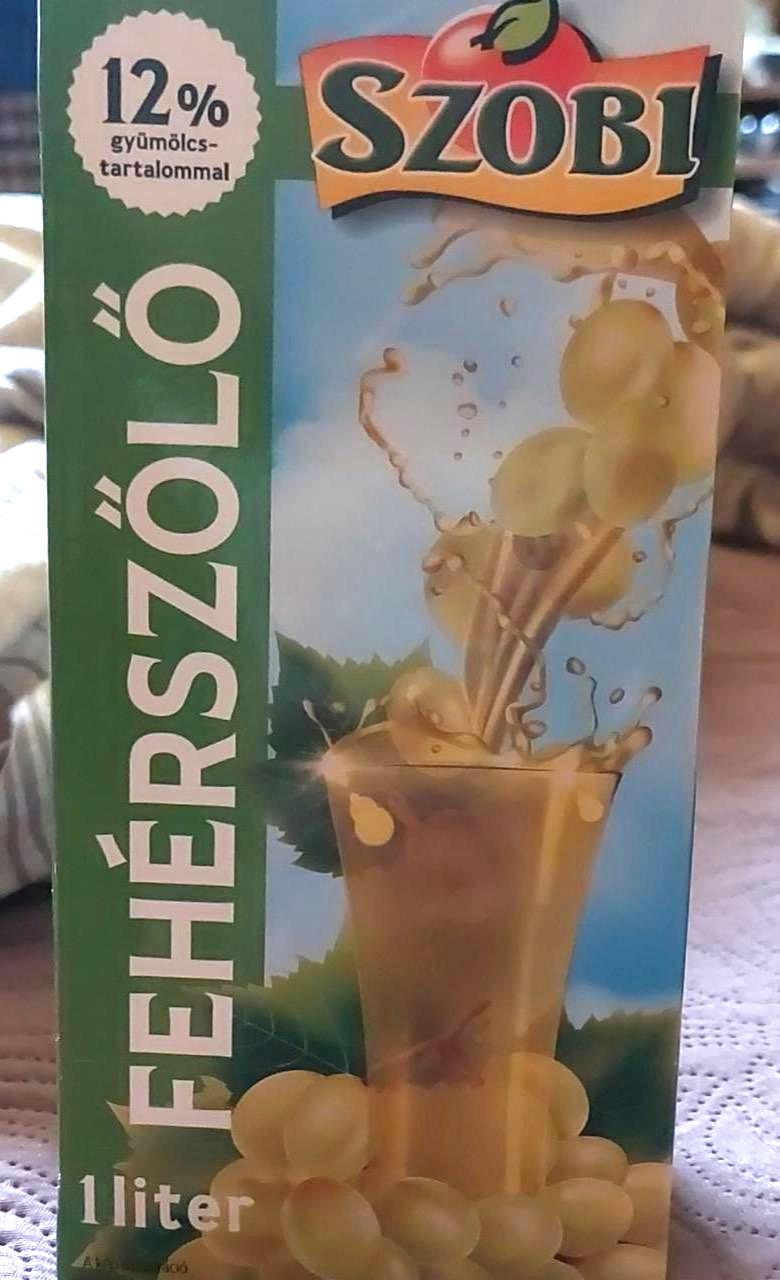 12%
gyümölcs-
tartalommal
SZOBI
FEHÉRSZŐLŐ
1 liter